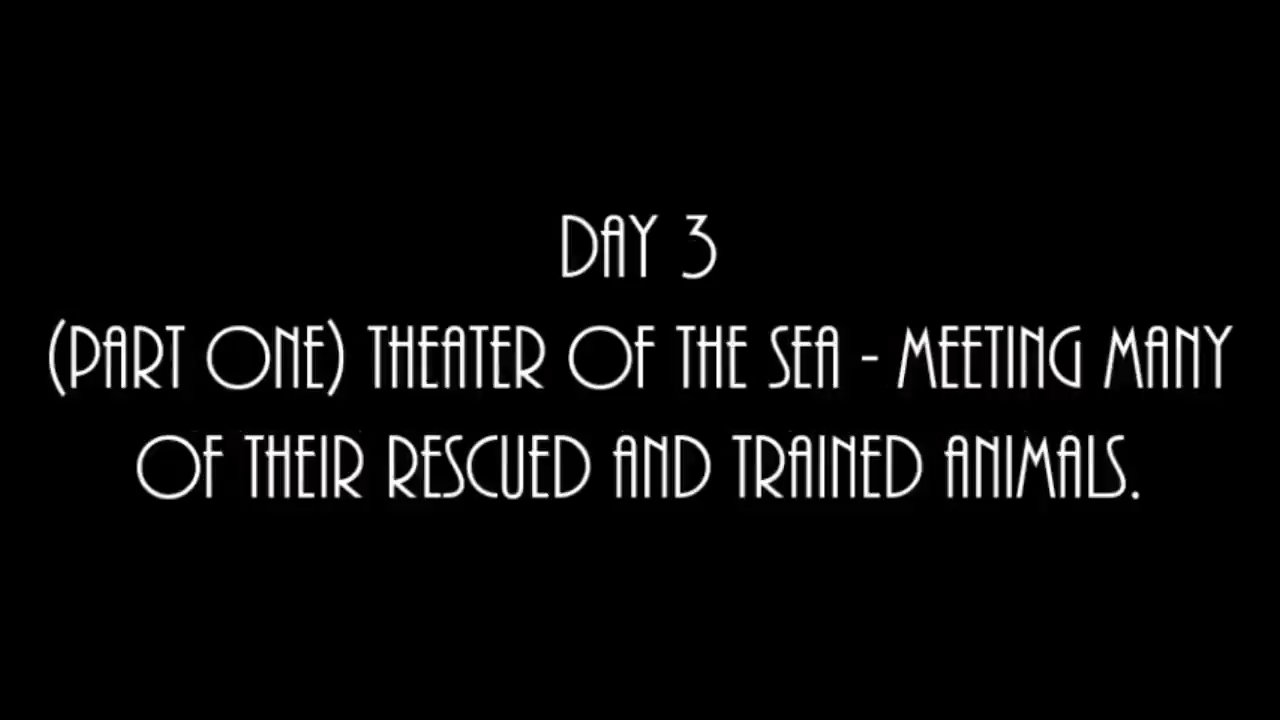 DAY 3
(PART ONE) THEATER OF THE SEA - MEETING MANY
OF THEIR RESCUED AND TRAINED ANIMALS.